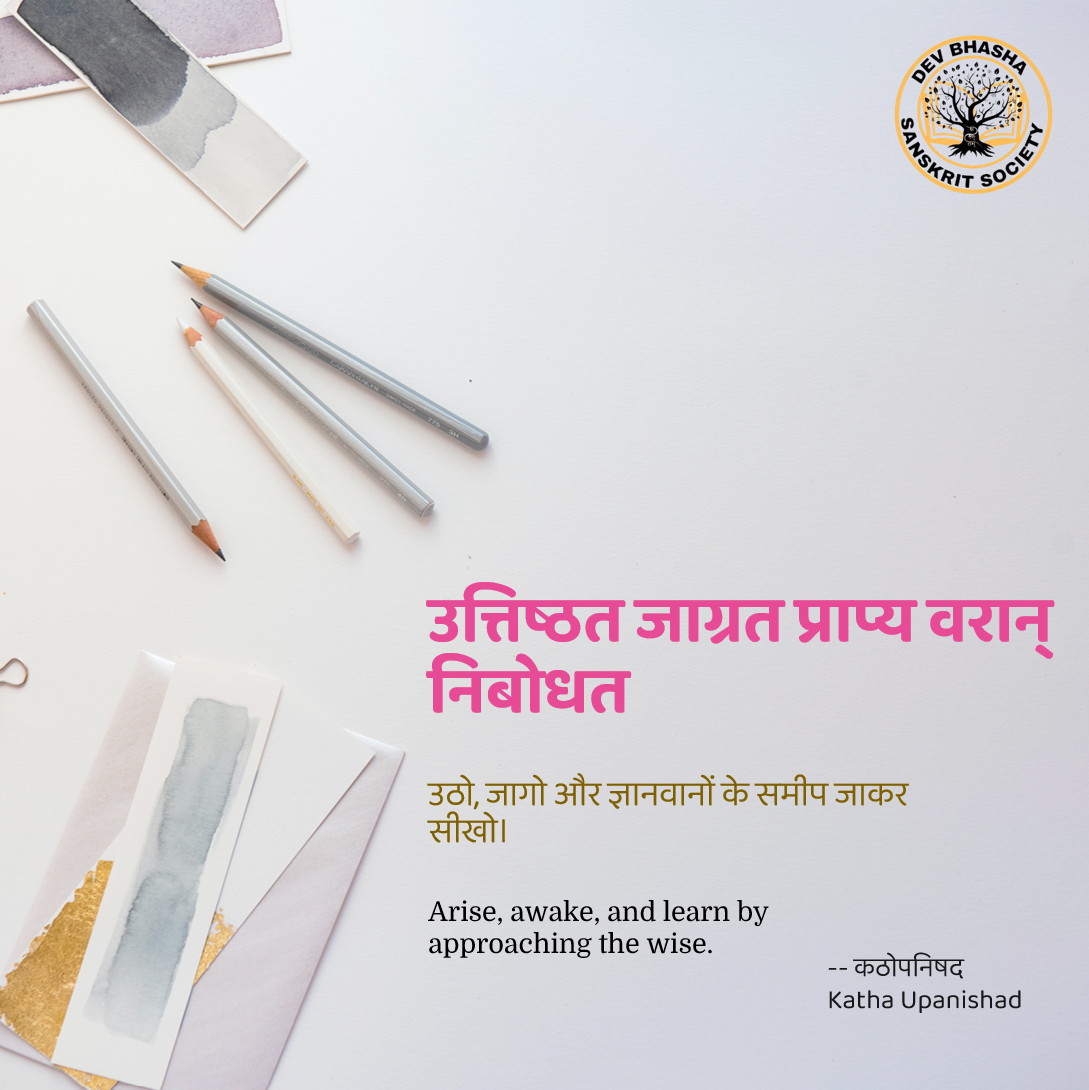 DEV BHASHA
SANSKRIT SOCIETY
उत्तिष्ठत जाग्रत प्राप्य वरान्
निबोधत
उठो, जागो और ज्ञानवानों के समीप जाकर
सीखो।
Arise, awake, and learn by
approaching the wise.
-- कठोपनिषद
Katha Upanishad